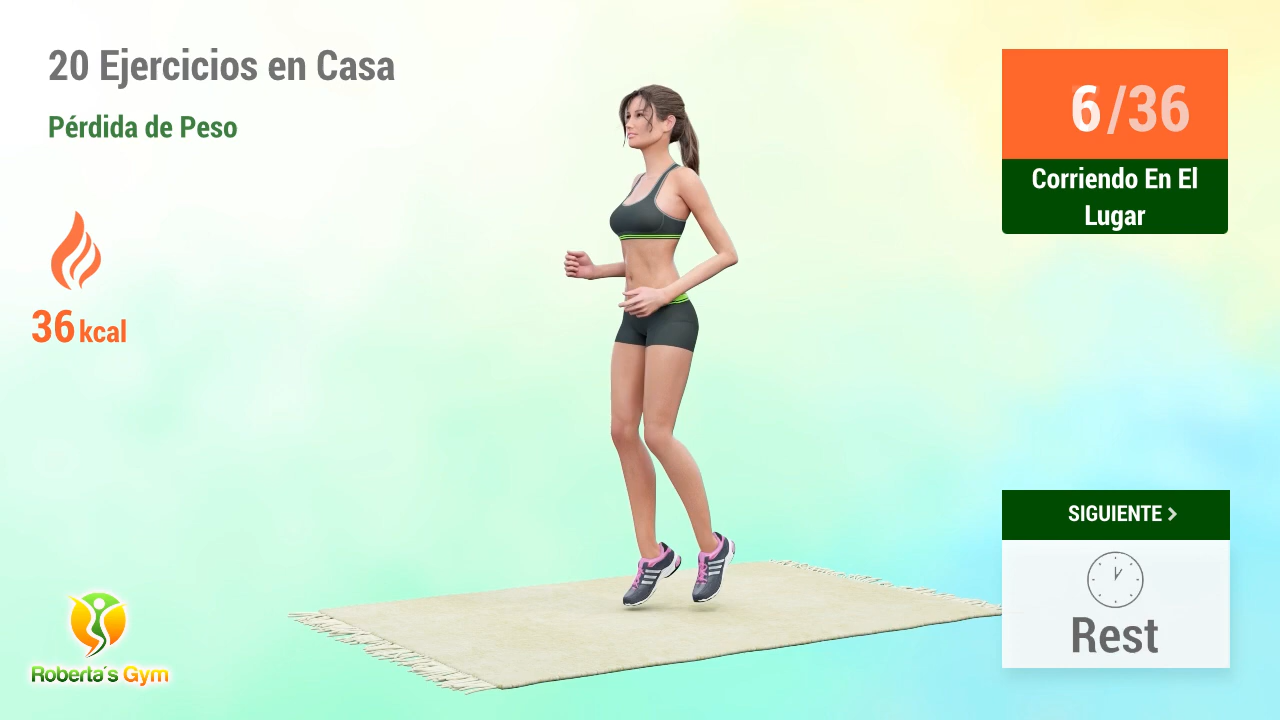 20 Ejercicios en Casa
Pérdida de Peso
6/36
Corriendo En El
Lugar
36 kcal
SIGUIENTE >
Rest
Roberta´s Gym